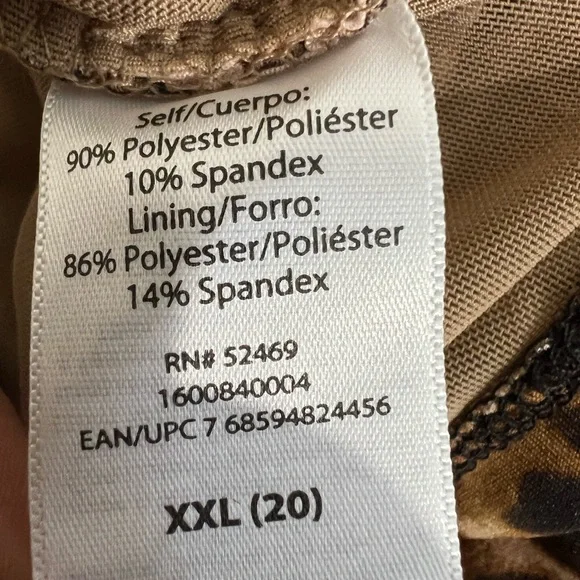 Self/Cuerpo:
90% Polyester/Poliéster
10% Spandex
Lining/Forro:
86% Polyester/Poliéster
14% Spandex
RN# 52469
1600840004
EAN/UPC 7 68594824456
XXL (20)